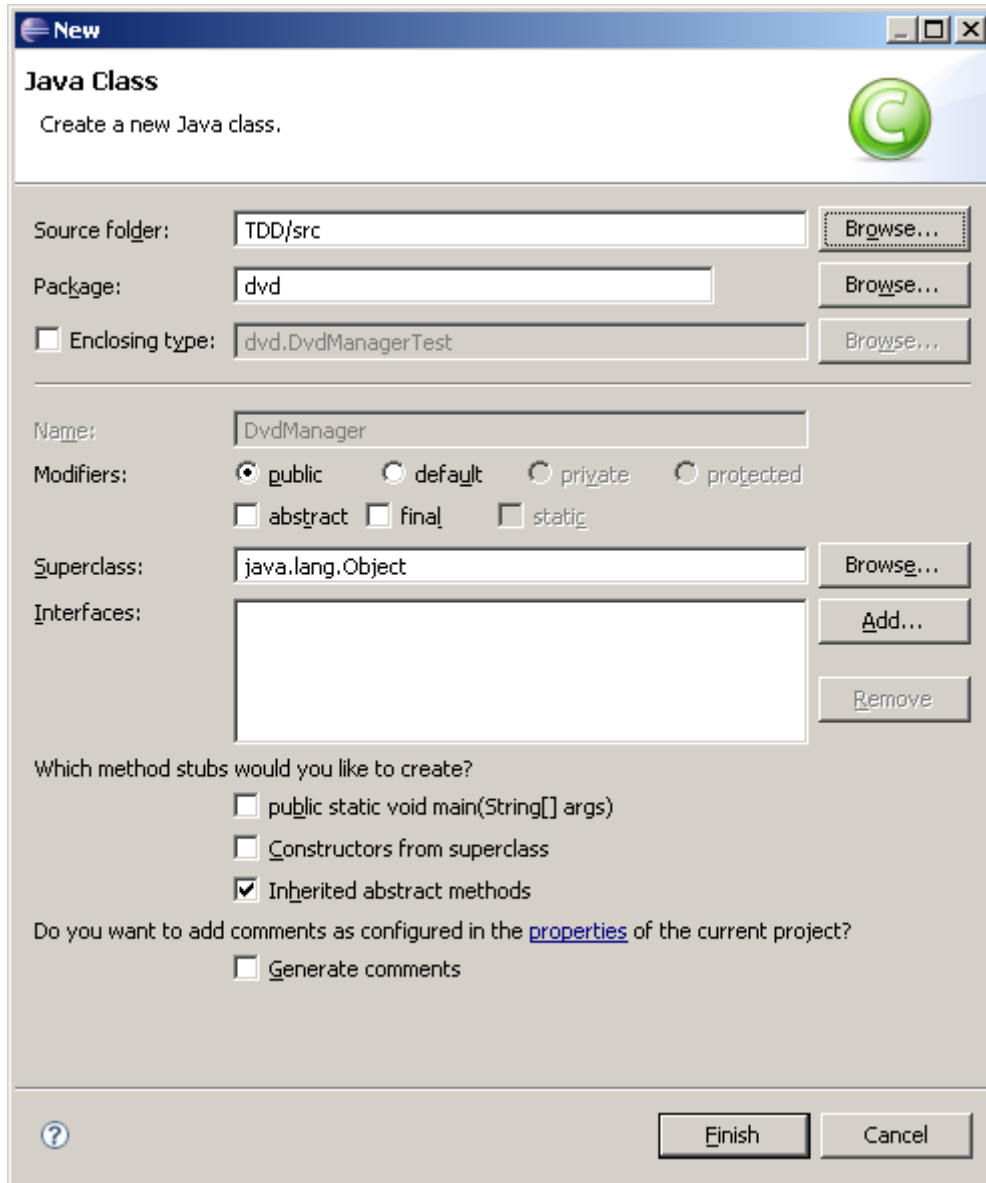 New
Java Class
Create a new Java class.
Source folder: TDD/src Browse...
Package: dvd Browse...
Enclosing type: dvd.DvdManagerTest Browse...
Name: DvdManager
Modifiers: public default private protected
abstract final static
Superclass: java.lang.Object Browse...
Interfaces: Add...
Remove
Which method stubs would you like to create?
public static void main(String[] args)
Constructors from superclass
Inherited abstract methods
Do you want to add comments as configured in the properties of the current project?
Generate comments
? Finish Cancel